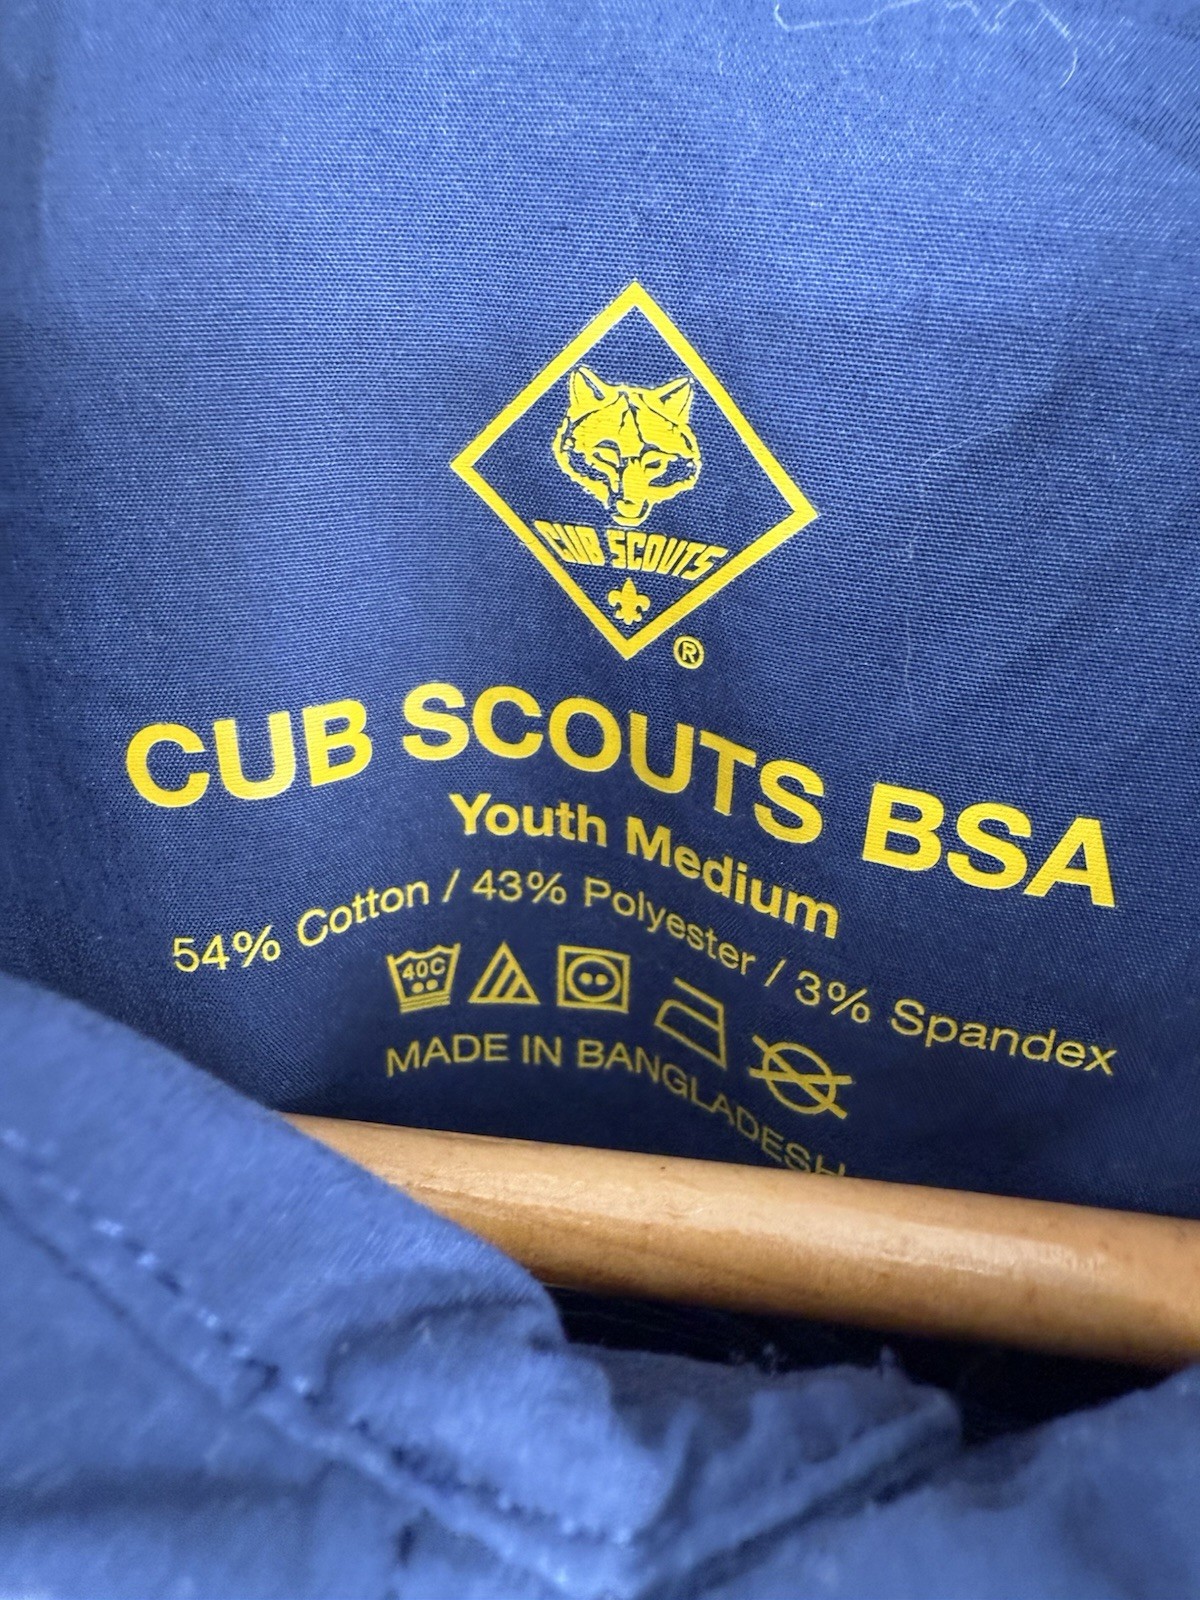 CUB SCOUTS
®
CUB SCOUTS BSA
Youth Medium
54% Cotton / 43% Polyester / 3% Spandex
40C
MADE IN BANGLADESH